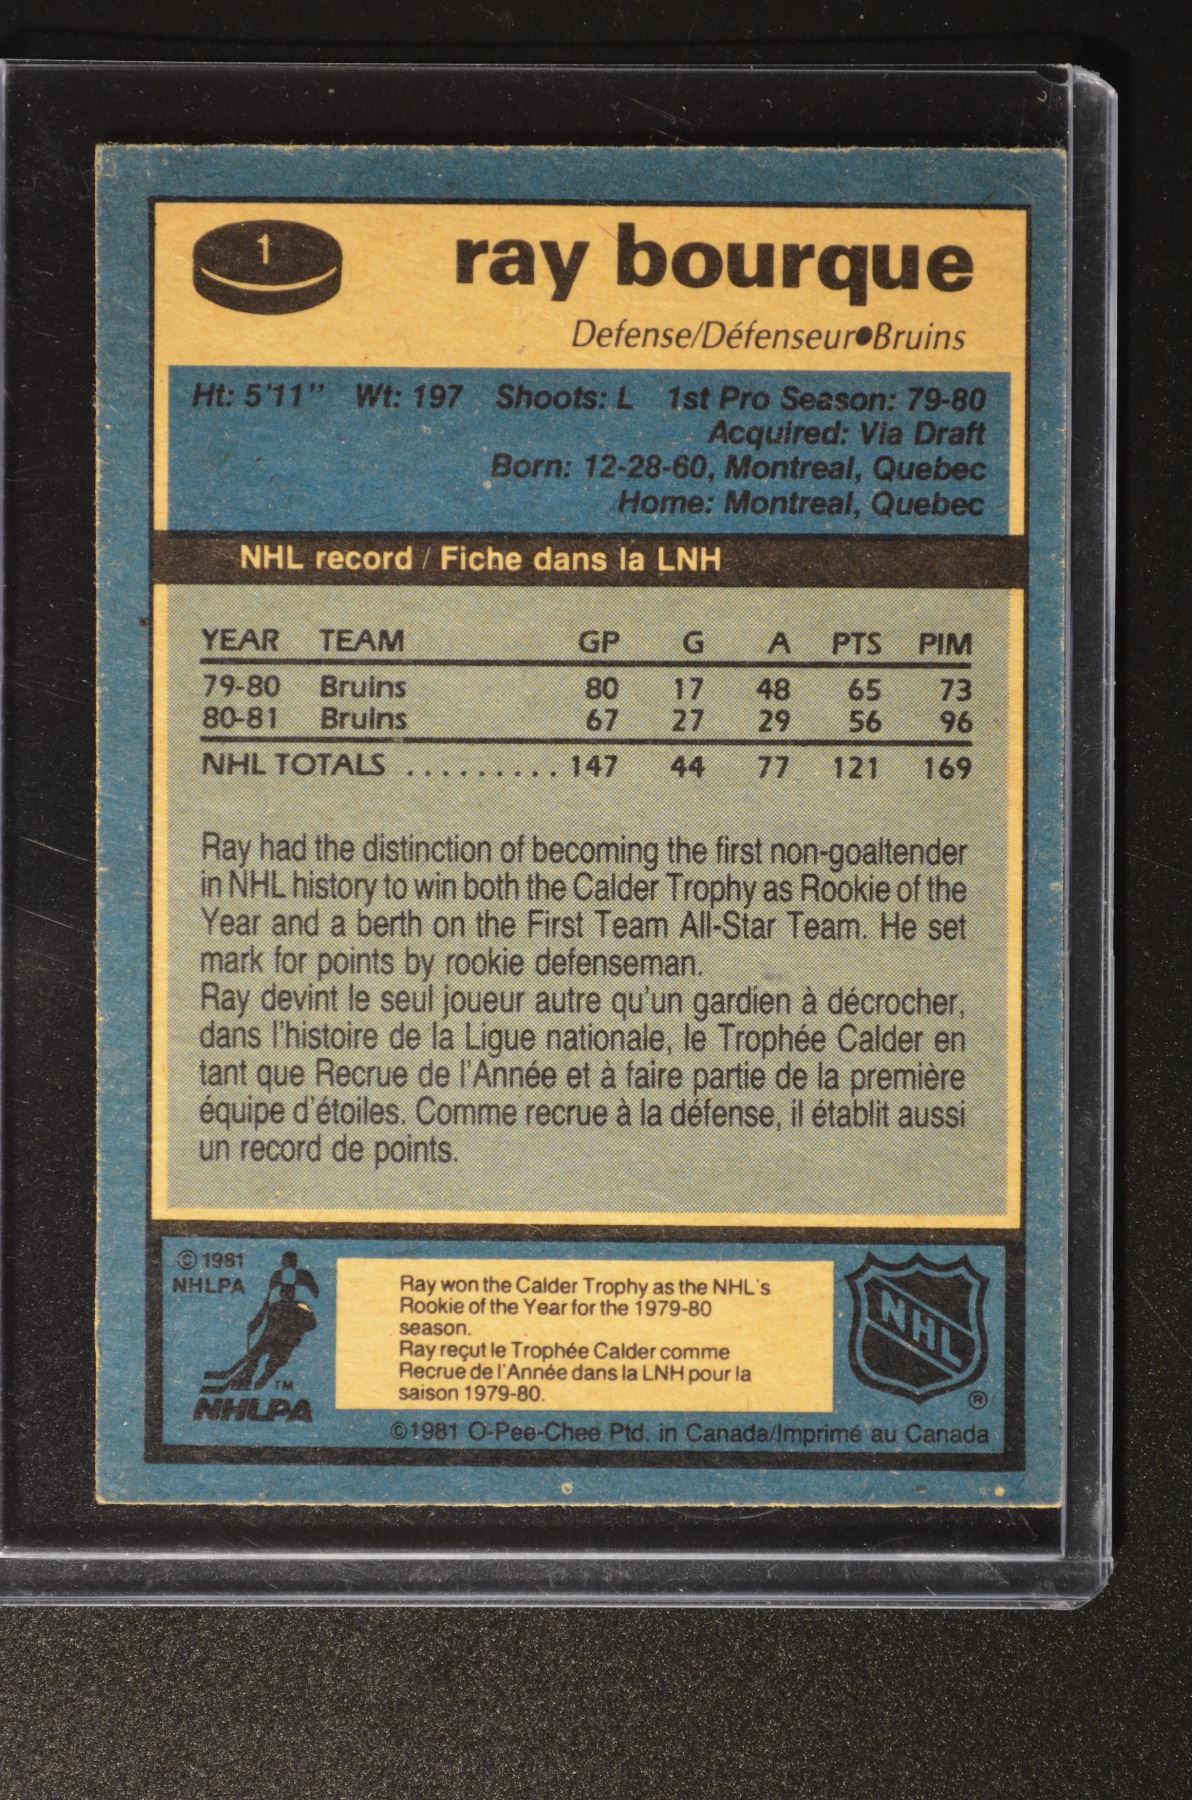 1
ray bourque
Defense/Défenseur●Bruins
Ht: 5'11" Wt: 197 Shoots: L 1st Pro Season: 79-80
Acquired: Via Draft
Born: 12-28-60, Montreal, Quebec
Home: Montreal, Quebec
NHL record / Fiche dans la LNH
YEAR TEAM GP G A PTS PIM
79-80 Bruins 80 17 48 65 73
80-81 Bruins 67 27 29 56 96
NHL TOTALS ......... 147 44 77 121 169
Ray had the distinction of becoming the first non-goaltender
in NHL history to win both the Calder Trophy as Rookie of the
Year and a berth on the First Team All-Star Team. He set
mark for points by rookie defenseman.
Ray devint le seul joueur autre qu'un gardien à décrocher,
dans l'histoire de la Ligue nationale, le Trophée Calder en
tant que Recrue de l'Année et à faire partie de la première
équipe d'étoiles. Comme recrue à la défense, il établit aussi
un record de points.
© 1981
NHLPA
TM
NHLPA
Ray won the Calder Trophy as the NHL's
Rookie of the Year for the 1979-80
season.
Ray reçut le Trophée Calder comme
Recrue de l'Année dans la LNH pour la
saison 1979-80.
NHL
®
©1981 O-Pee-Chee Ptd. in Canada/Imprimé au Canada